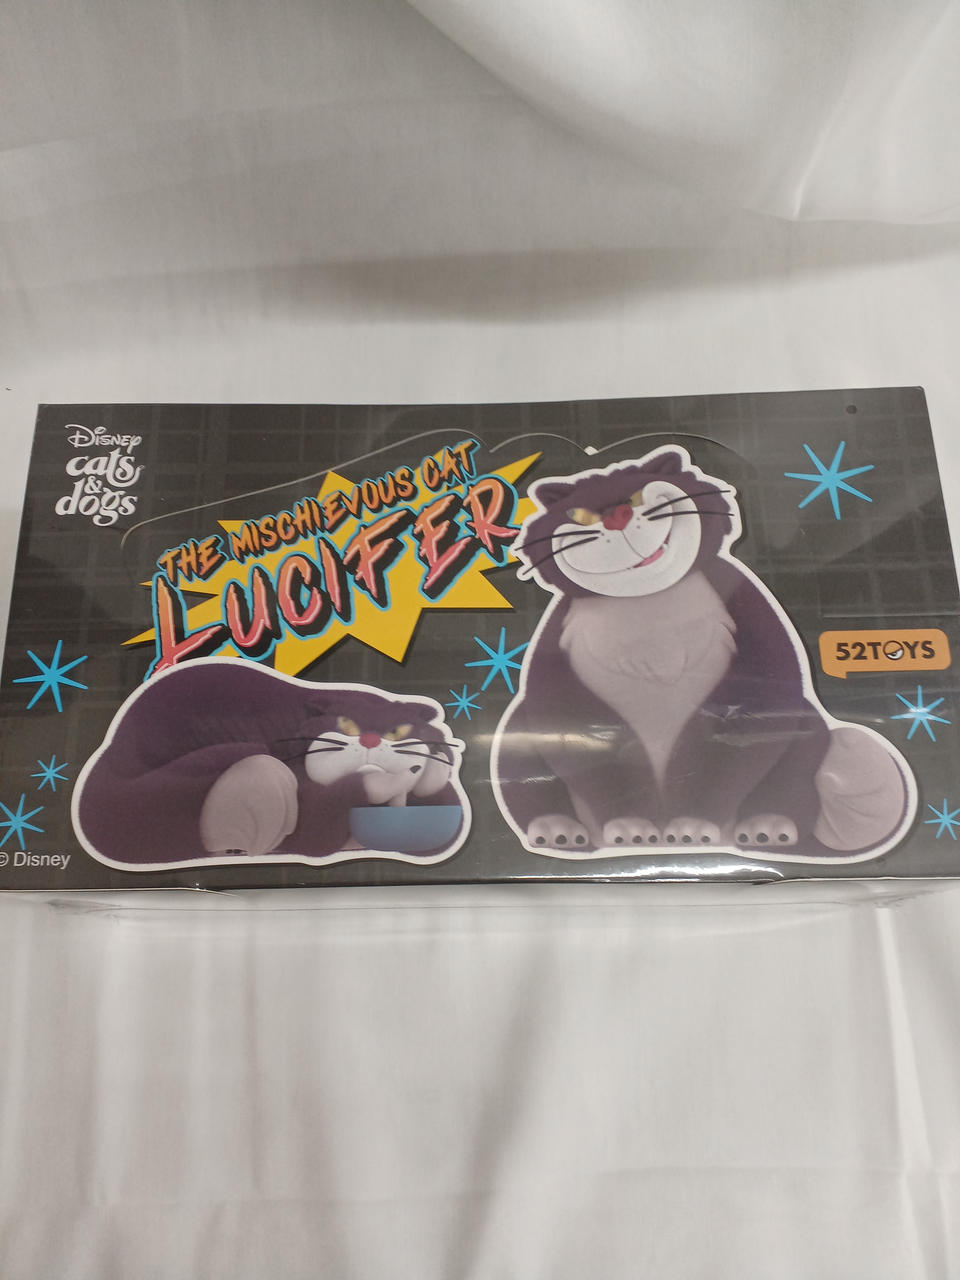 Disney
cats
&
dogs
THE MISCHIEVOUS CAT
LUCIFER
52TOYS
© Disney